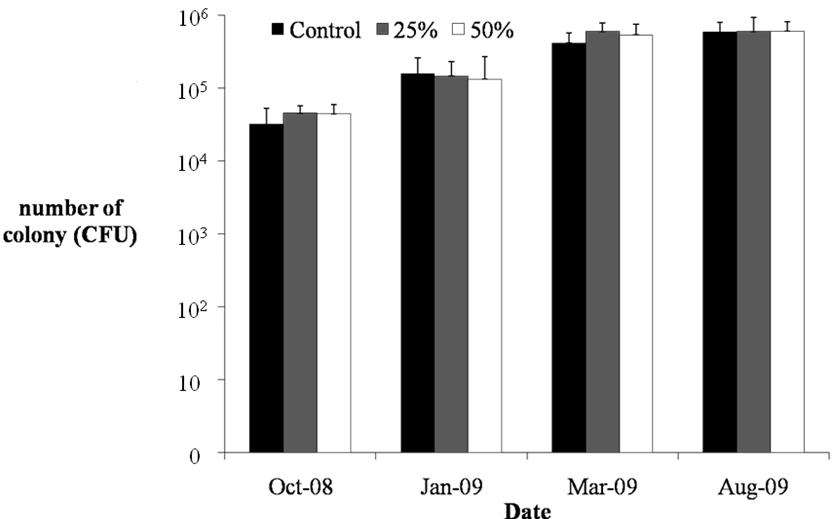 10⁶
Control 25% 50%
10⁵
10⁴
number of
colony (CFU)
10³
10²
10
0
Oct-08 Jan-09 Mar-09 Aug-09
Date